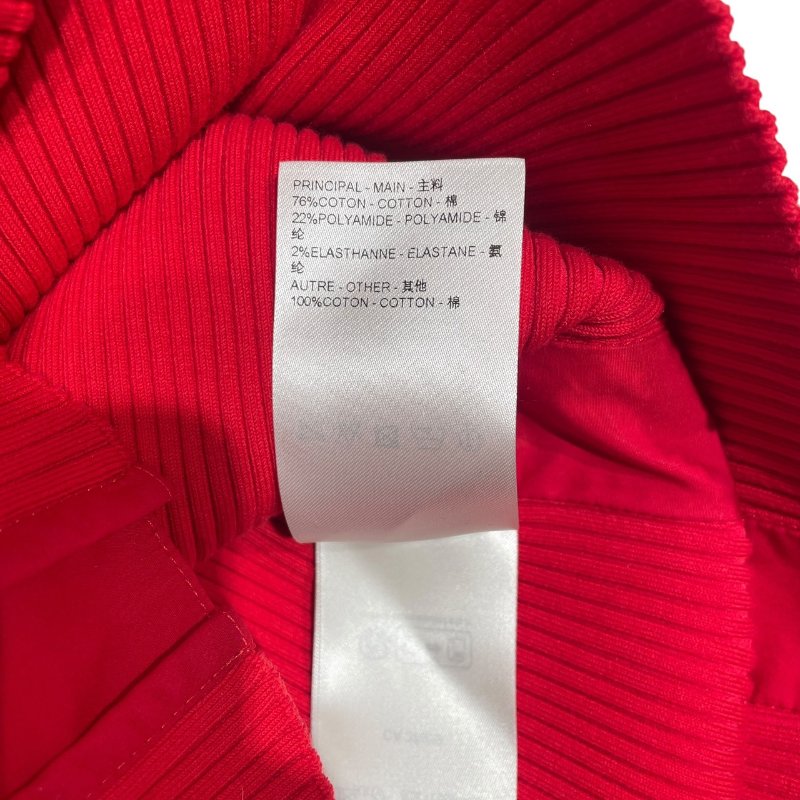 PRINCIPAL - MAIN - 主料
76%COTON - COTTON - 棉
22%POLYAMIDE - POLYAMIDE - 锦
纶
2%ELASTHANNE - ELASTANE - 氨
纶
AUTRE - OTHER - 其他
100%COTON - COTTON - 棉